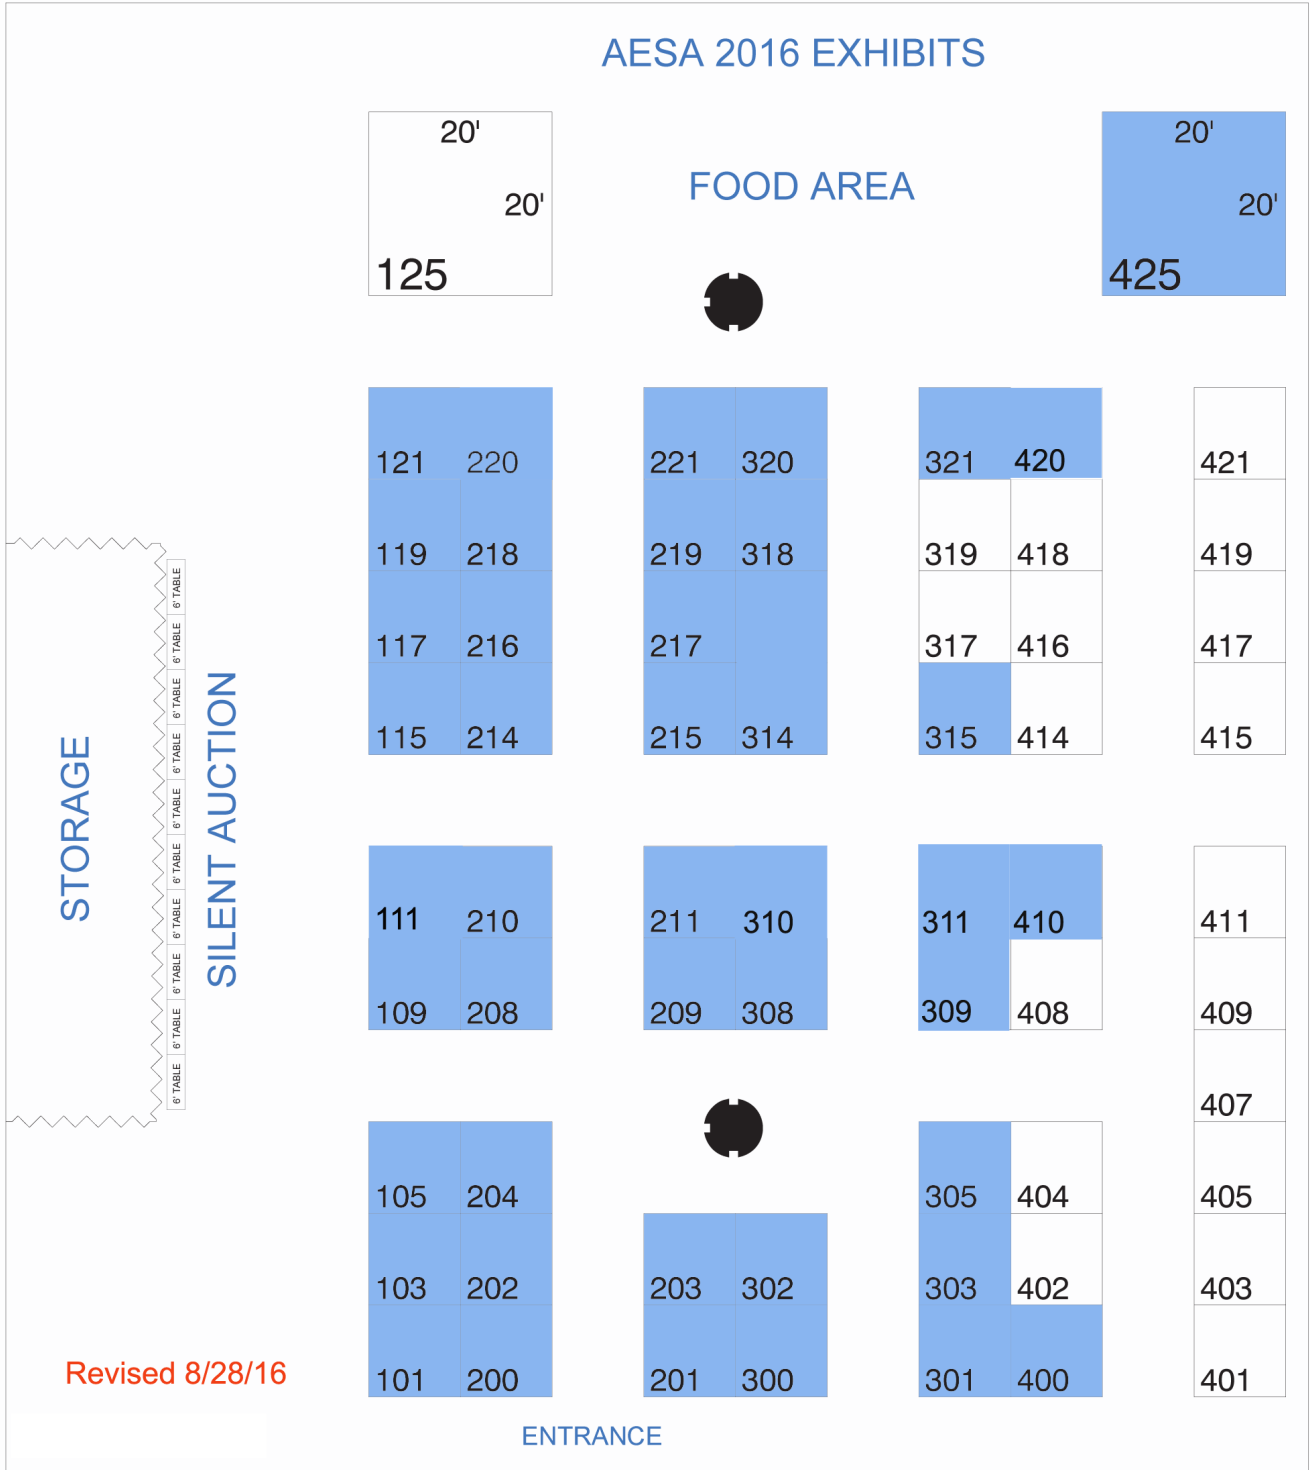 AESA 2016 EXHIBITS
20'
20'
125
FOOD AREA
20'
20'
425
121 220 221 320 321 420 421
119 218 219 318 319 418 419
117 216 217 317 416 417
115 214 215 314 315 414 415
STORAGE
6' TABLE
6' TABLE
6' TABLE
6' TABLE
6' TABLE
6' TABLE
6' TABLE
6' TABLE
6' TABLE
6' TABLE
SILENT AUCTION
111 210 211 310 311 410 411
109 208 209 308 309 408 409
407
105 204 305 404 405
103 202 203 302 303 402 403
Revised 8/28/16
101 200 201 300 301 400 401
ENTRANCE